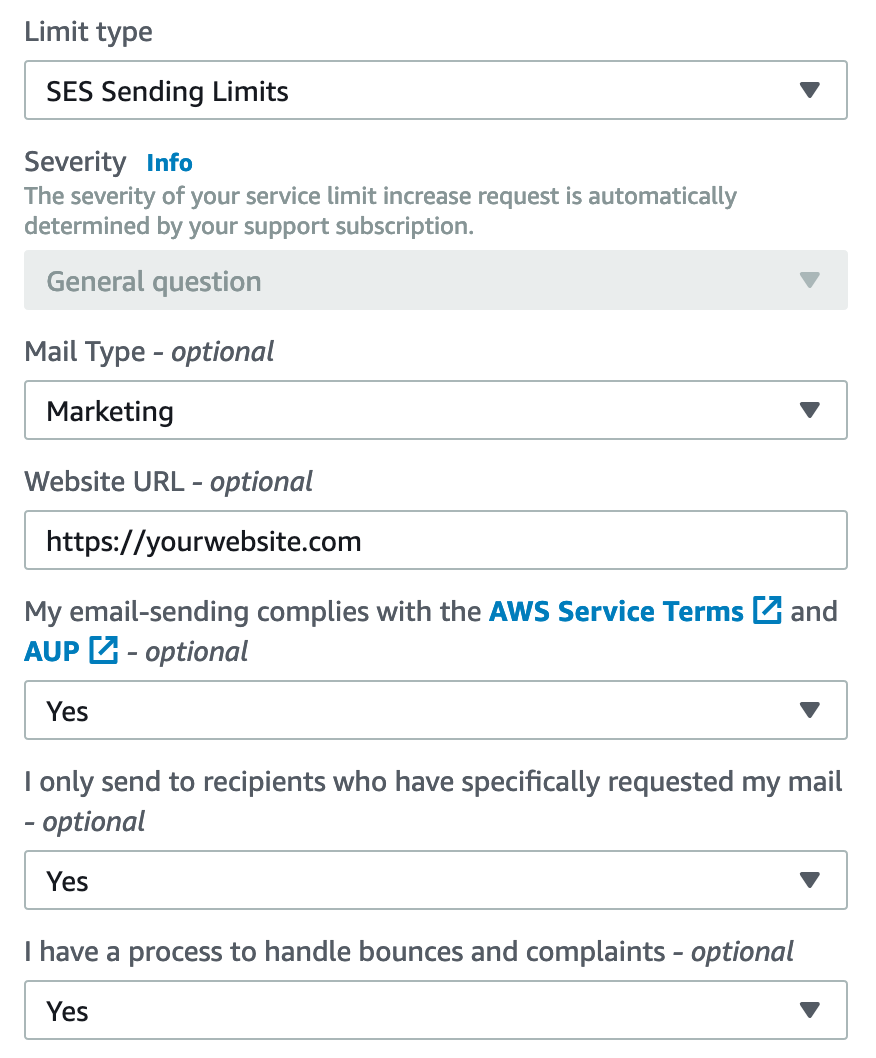 Limit type
SES Sending Limits
Severity Info
The severity of your service limit increase request is automatically
determined by your support subscription.
General question
Mail Type - optional
Marketing
Website URL - optional
https://yourwebsite.com
My email-sending complies with the AWS Service Terms and
AUP - optional
Yes
I only send to recipients who have specifically requested my mail
- optional
Yes
I have a process to handle bounces and complaints - optional
Yes